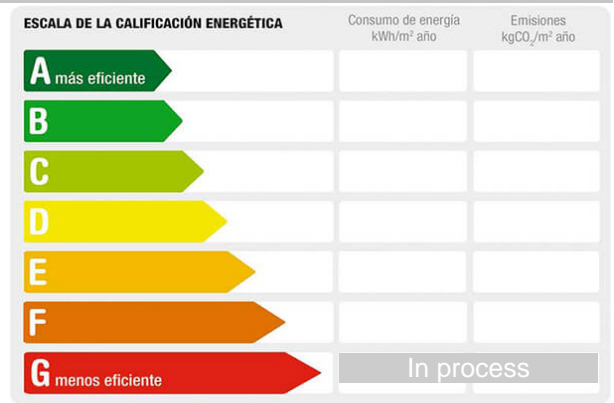 ESCALA DE LA CALIFICACIÓN ENERGÉTICA
Consumo de energía
kWh/m² año
Emisiones
kgCO₂/m² año
A más eficiente
B
C
D
E
F
G menos eficiente
In process